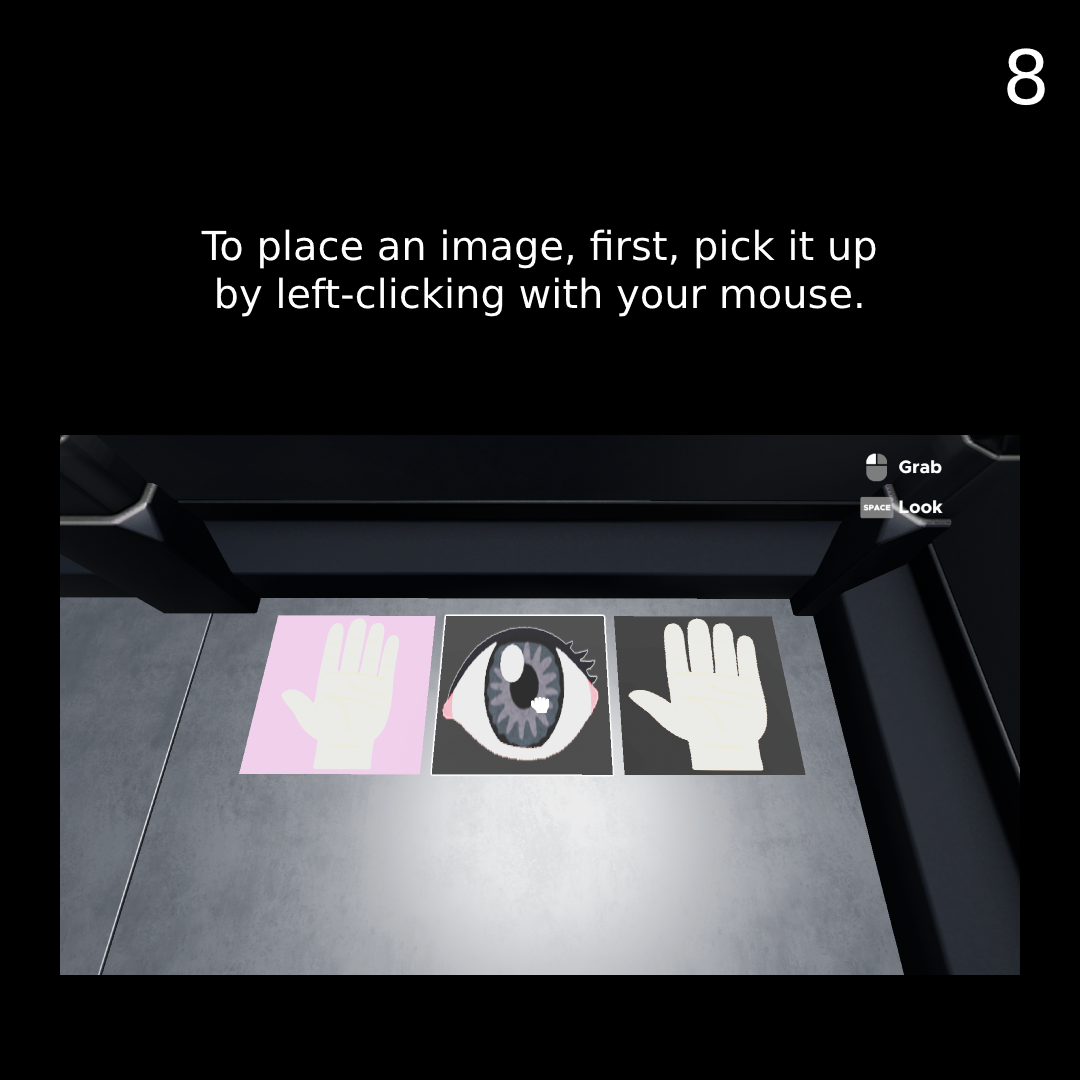 8
To place an image, first, pick it up
by left-clicking with your mouse.
Grab
SPACE Look